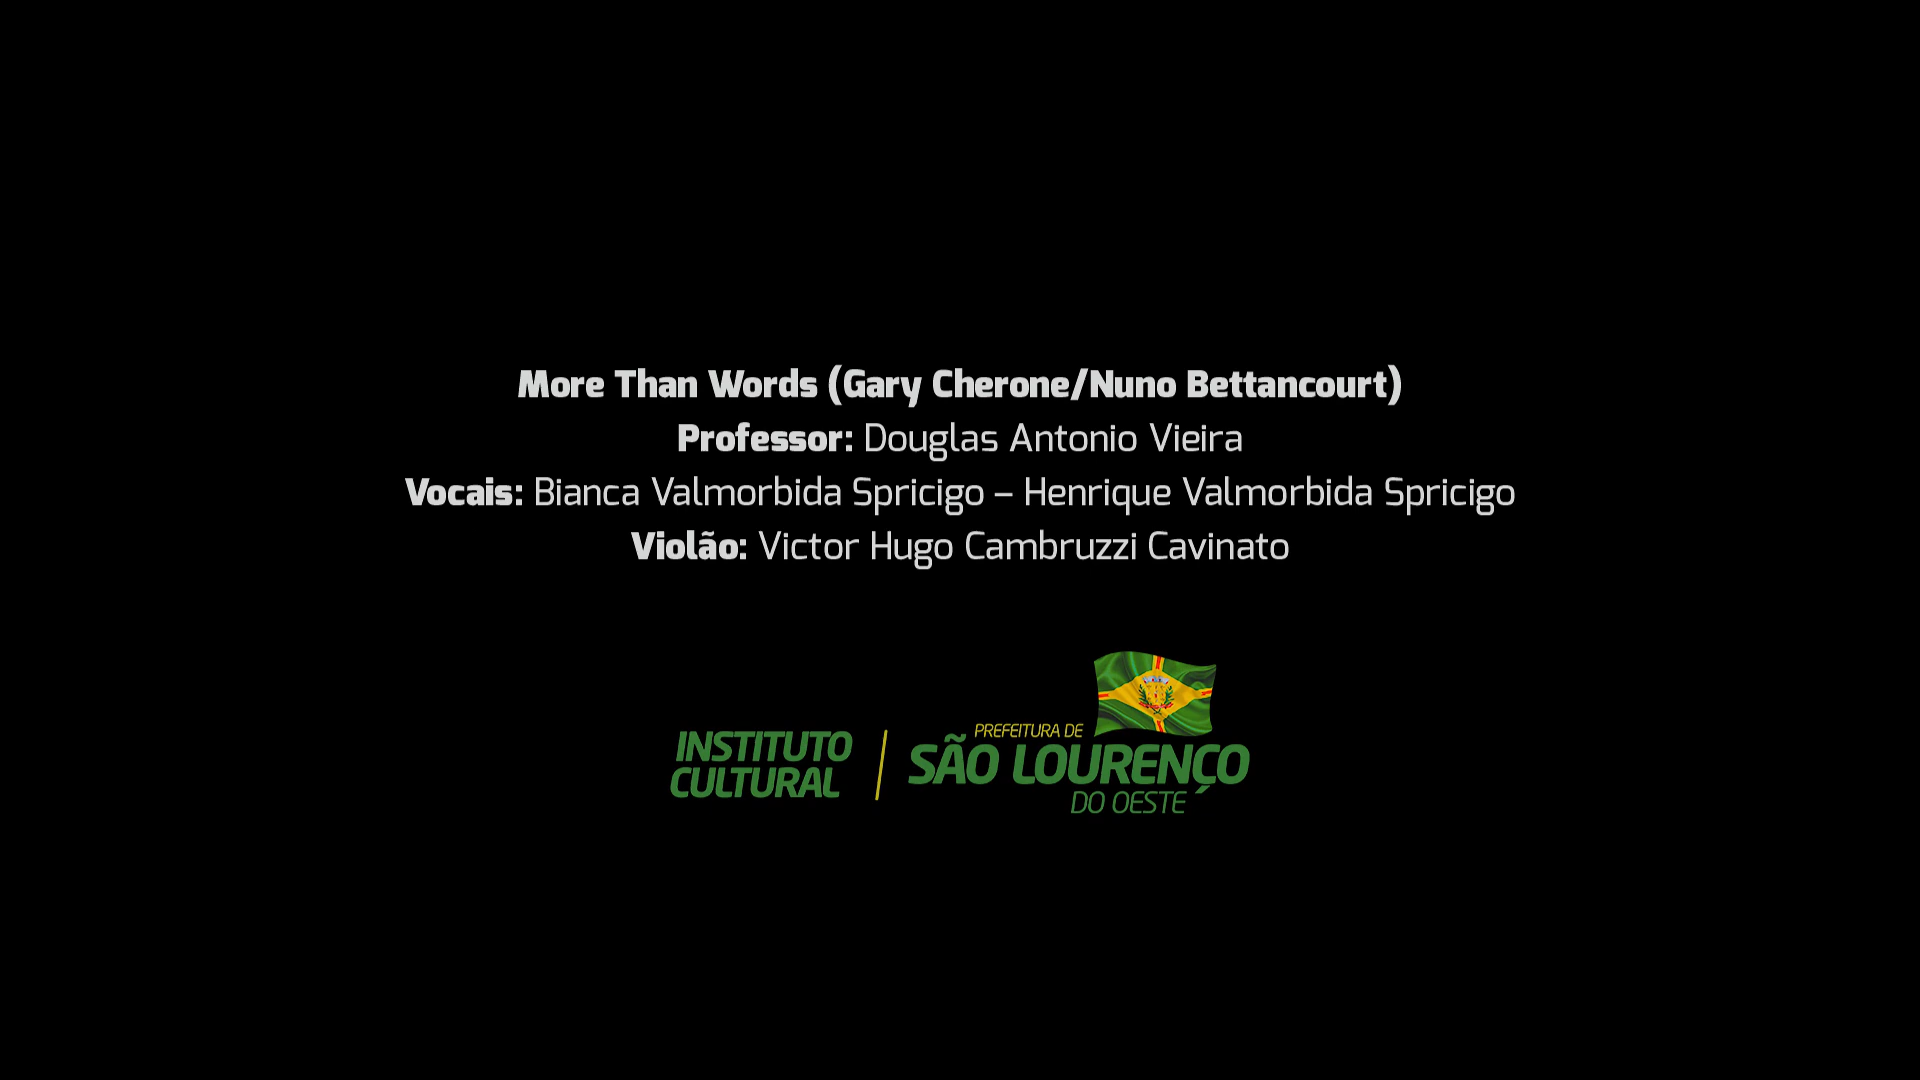 More Than Words (Gary Cherone/Nuno Bettancourt)
Professor: Douglas Antonio Vieira
Vocais: Bianca Valmorbida Spricigo – Henrique Valmorbida Spricigo
Violão: Victor Hugo Cambruzzi Cavinato
INSTITUTO
CULTURAL
PREFEITURA DE
SÃO LOURENÇO
DO OESTE